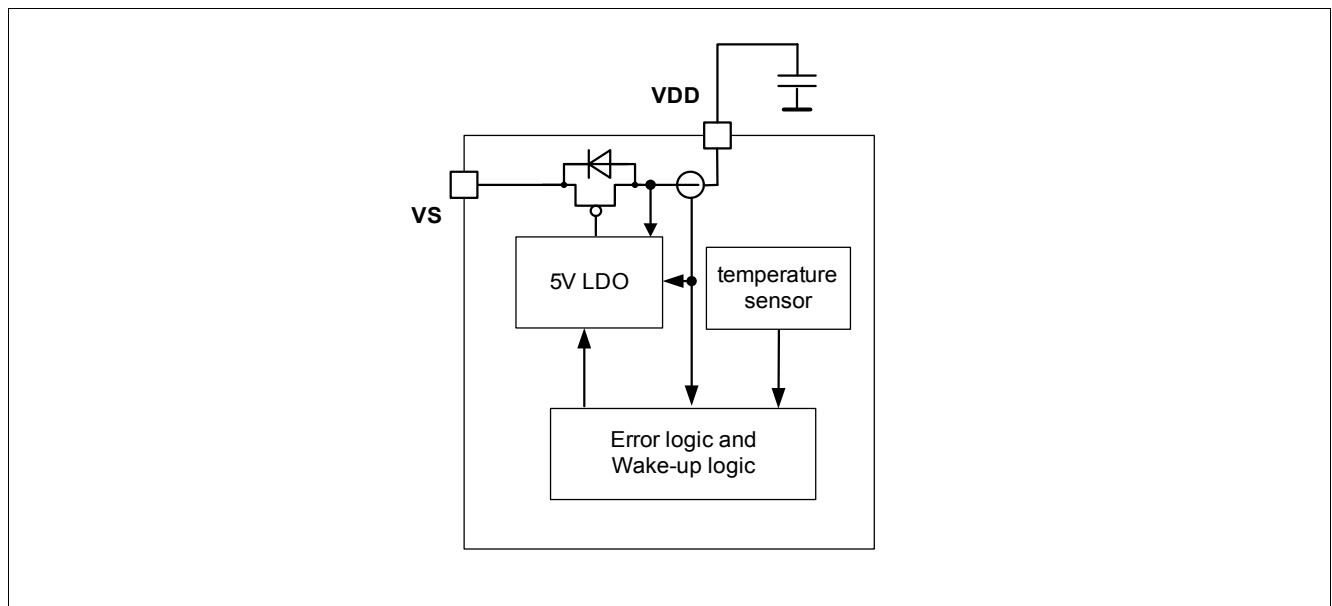 VDD
VS
5V LDO
temperature
sensor
Error logic and
Wake-up logic